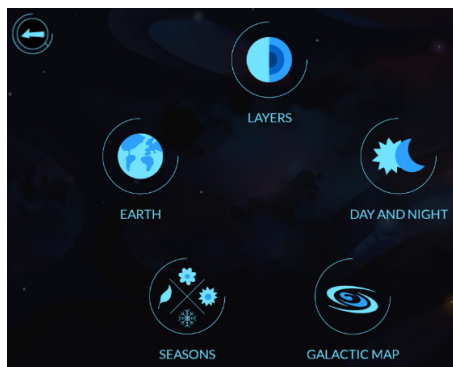 LAYERS
EARTH
DAY AND NIGHT
SEASONS
GALACTIC MAP